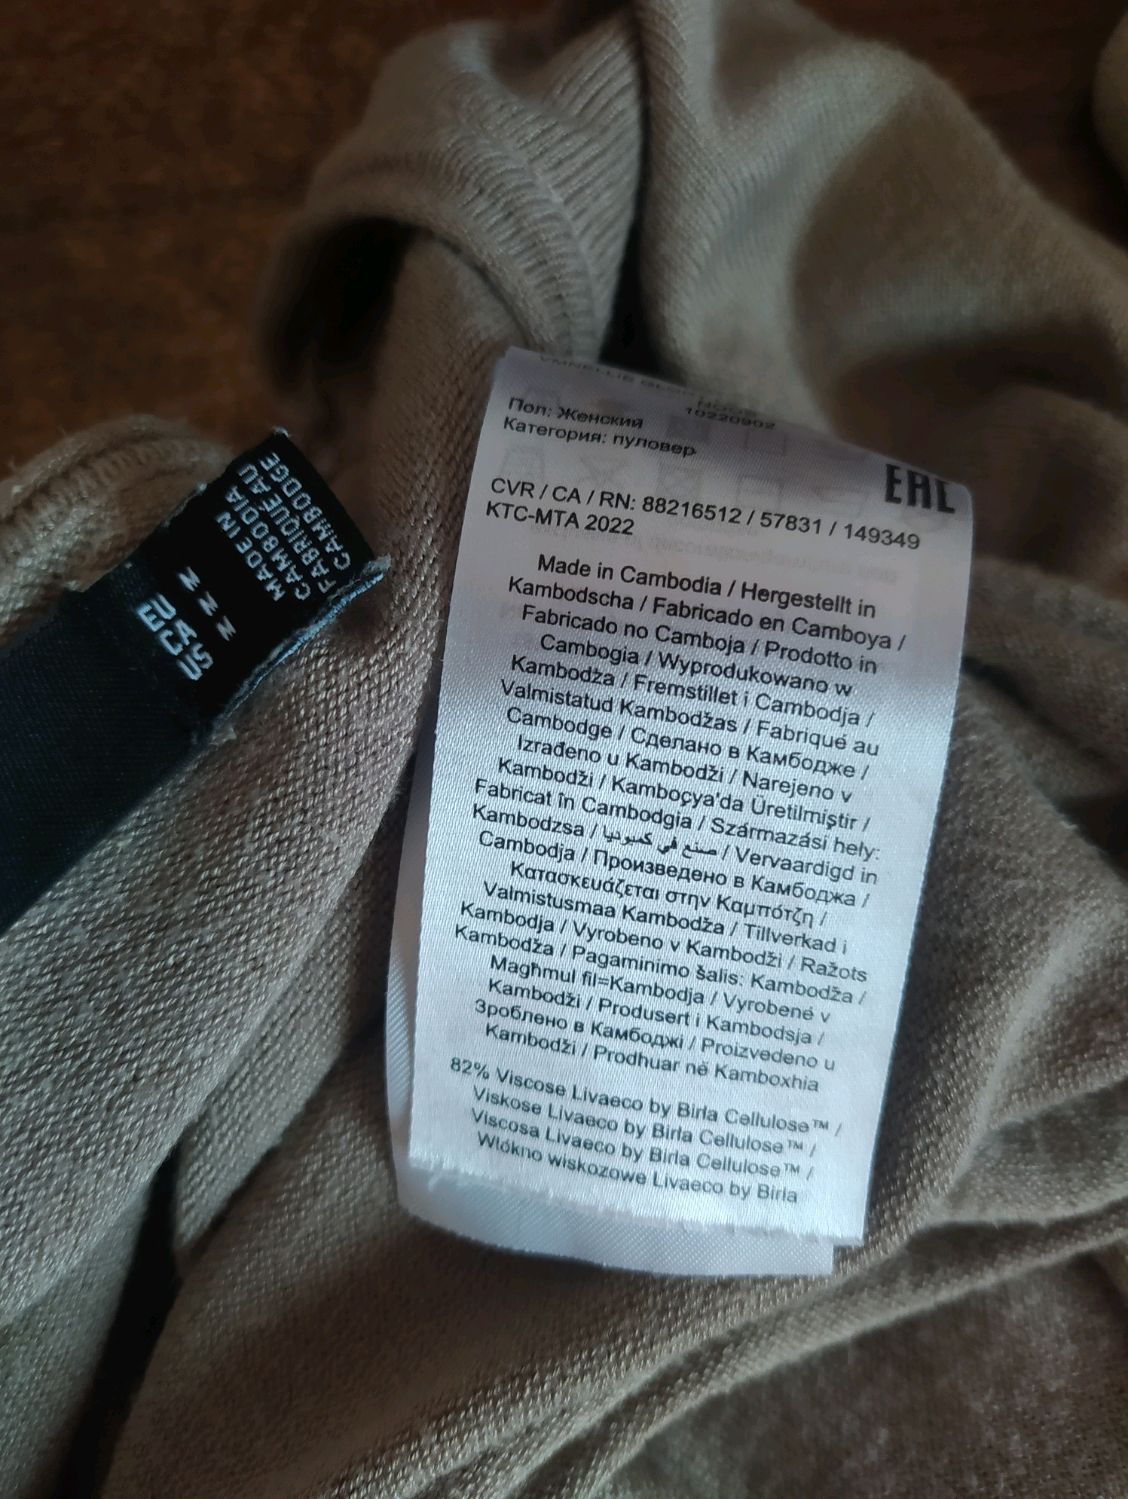 MADE IN
CAMBODIA
FABRIQUÉ AU
CAMBODGE
EUR M
USA M
10220902
Пол: Женский
Категория: пуловер
EAC
CVR / CA / RN: 88216512 / 57831 / 149349
KTC-MTA 2022
Made in Cambodia / Hergestellt in
Kambodscha / Fabricado en Camboya /
Fabricado no Camboja / Prodotto in
Cambogia / Wyprodukowano w
Kambodża / Fremstillet i Cambodja /
Valmistatud Kambodžas / Fabriqué au
Cambodge / Сделано в Камбодже /
Izrađeno u Kambodži / Narejeno v
Kambodži / Kamboçya'da Üretilmiştir /
Fabricat în Cambodgia / Származási hely:
Kambodzsa / صنع في كمبوديا / Vervaardigd in
Cambodja / Произведено в Камбоджа /
Κατασκευάζεται στην Καμπότζη /
Valmistusmaa Kambodža / Tillverkad i
Kambodja / Vyrobeno v Kambodži / Ražots
Kambodža / Pagaminimo šalis: Kambodža /
Magħmul fil=Kambodja / Vyrobené v
Kambodži / Produsert i Kambodsja /
Зроблено в Камбоджі / Proizvedeno u
Kambodži / Prodhuar në Kamboxhia
82% Viscose Livaeco by Birla Cellulose™ /
Viskose Livaeco by Birla Cellulose™ /
Viscosa Livaeco by Birla Cellulose™ /
Włókno wiskozowe Livaeco by Birla